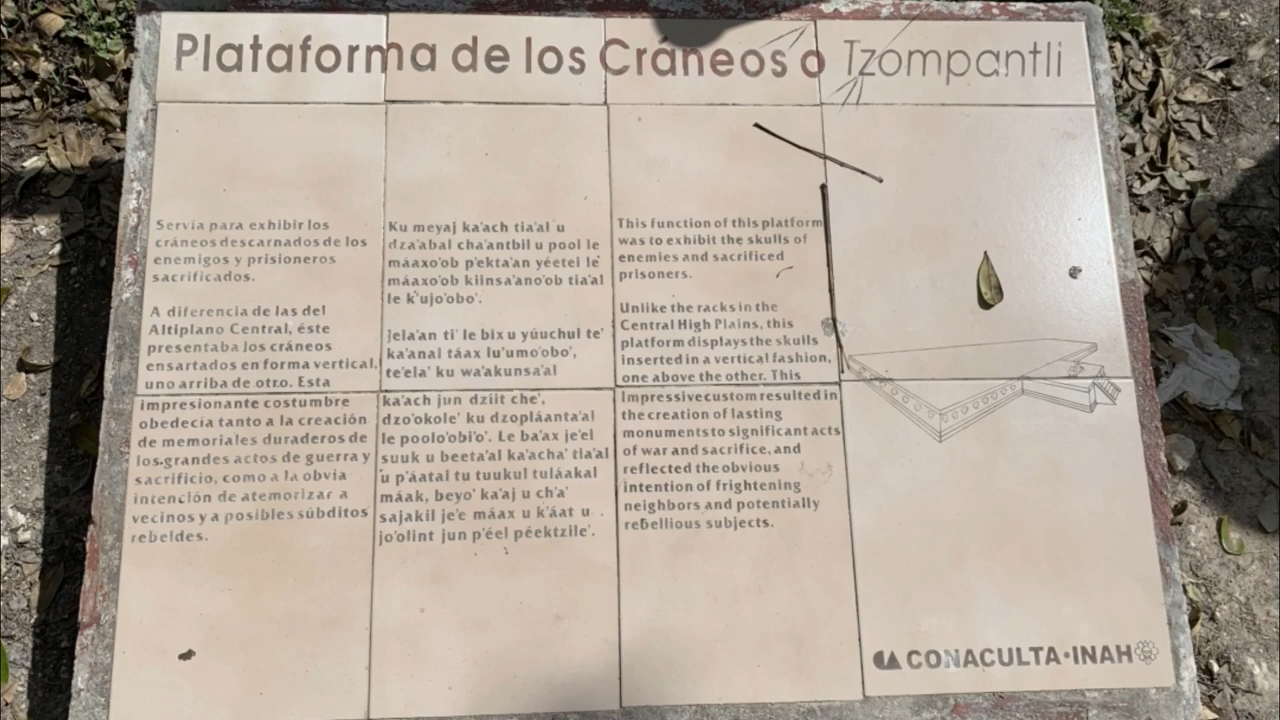 Plataforma de los Cráneos o Tzompantli
Servía para exhibir los
cráneos descarnados de los
enemigos y prisioneros
sacrificados.
A diferencia de las del
Altiplano Central, éste
presentaba los cráneos
ensartados en forma vertical,
uno arriba de otro. Esta
impresionante costumbre
obedecía tanto a la creación
de memoriales duraderos de
los grandes actos de guerra y
sacrificio, como a la obvia
intención de atemorizar a
vecinos y a posibles súbditos
rebeldes.
Ku meyaj ka'ach tia'al u
dza'abal cha'antbil u pool le
máaxo'ob p'ekta'an yéetel le
máaxo'ob kiinsa'ano'ob tia'al
le k'ujo'obo'.
Jela'an ti' le bix u yúuchul te'
ka'anal táax lu'umo'obo',
te'ela' ku wa'akunsa'al
ka'ach jun dziit che',
dzo'okole' ku dzopláanta'al
le poolo'obi'o'. Le ba'ax je'el
suuk u beeta'al ka'acha' tia'al
u p'áatal tu tuukul tuláakal
máak, beyo' ka'aj u ch'a'
sajakil je'e máax u k'áat u
jo'olint jun p'éel péektzile'.
This function of this platform
was to exhibit the skulls of
enemies and sacrificed
prisoners.
Unlike the racks in the
Central High Plains, this
platform displays the skulls
inserted in a vertical fashion,
one above the other. This
impressive custom resulted in
the creation of lasting
monuments to significant acts
of war and sacrifice, and
reflected the obvious
intention of frightening
neighbors and potentially
rebellious subjects.
CONACULTA·INAH